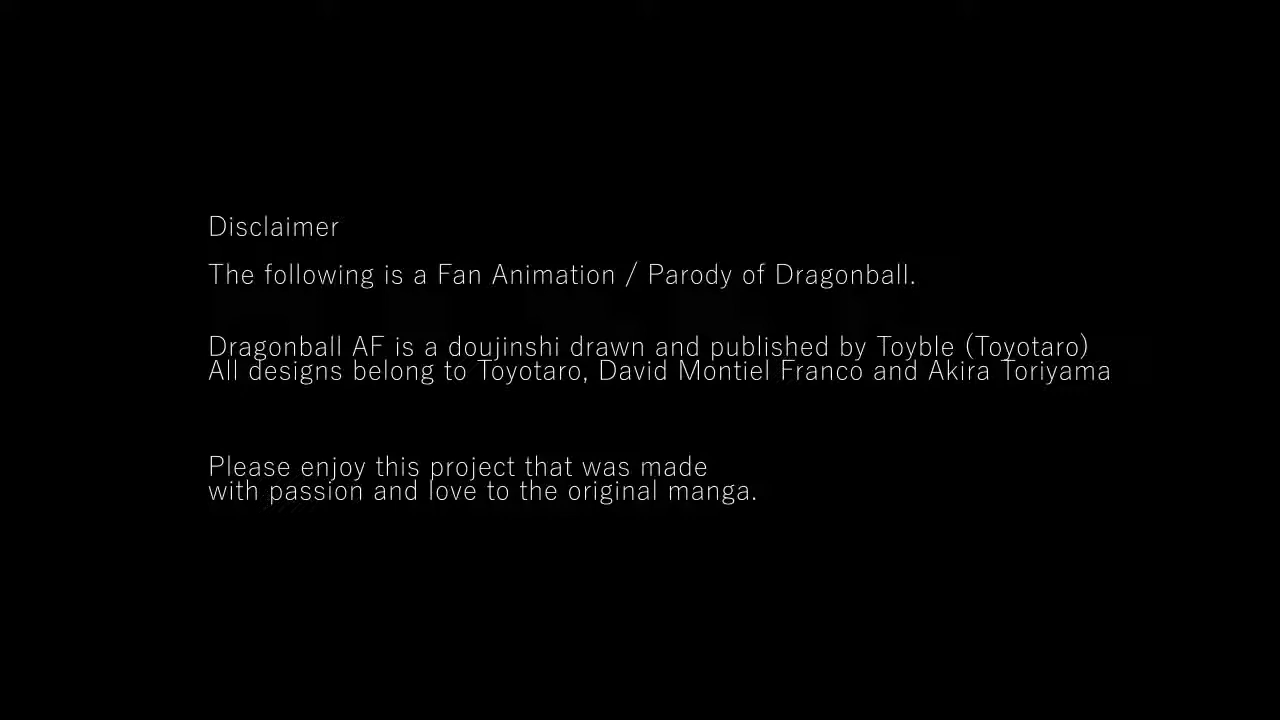 Disclaimer
The following is a Fan Animation / Parody of Dragonball.
Dragonball AF is a doujinshi drawn and published by Toyble (Toyotaro)
All designs belong to Toyotaro, David Montiel Franco and Akira Toriyama
Please enjoy this project that was made
with passion and love to the original manga.